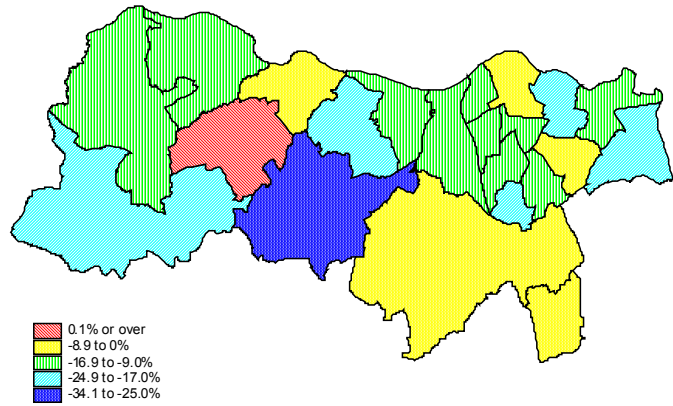 0.1% or over
-8.9 to 0%
-16.9 to -9.0%
-24.9 to -17.0%
-34.1 to -25.0%